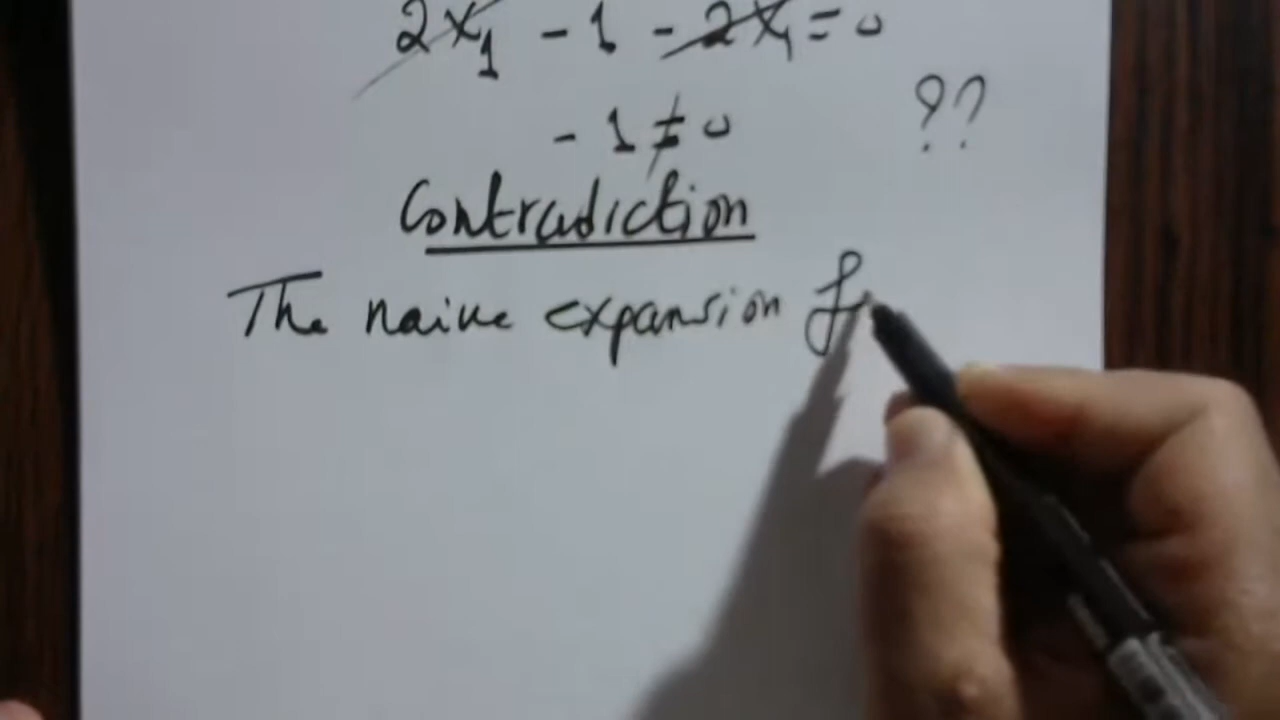 2x₁ - 1 - 2x₁ = 0
- 1 ≠ 0 ??
Contradiction
The naive expansion f